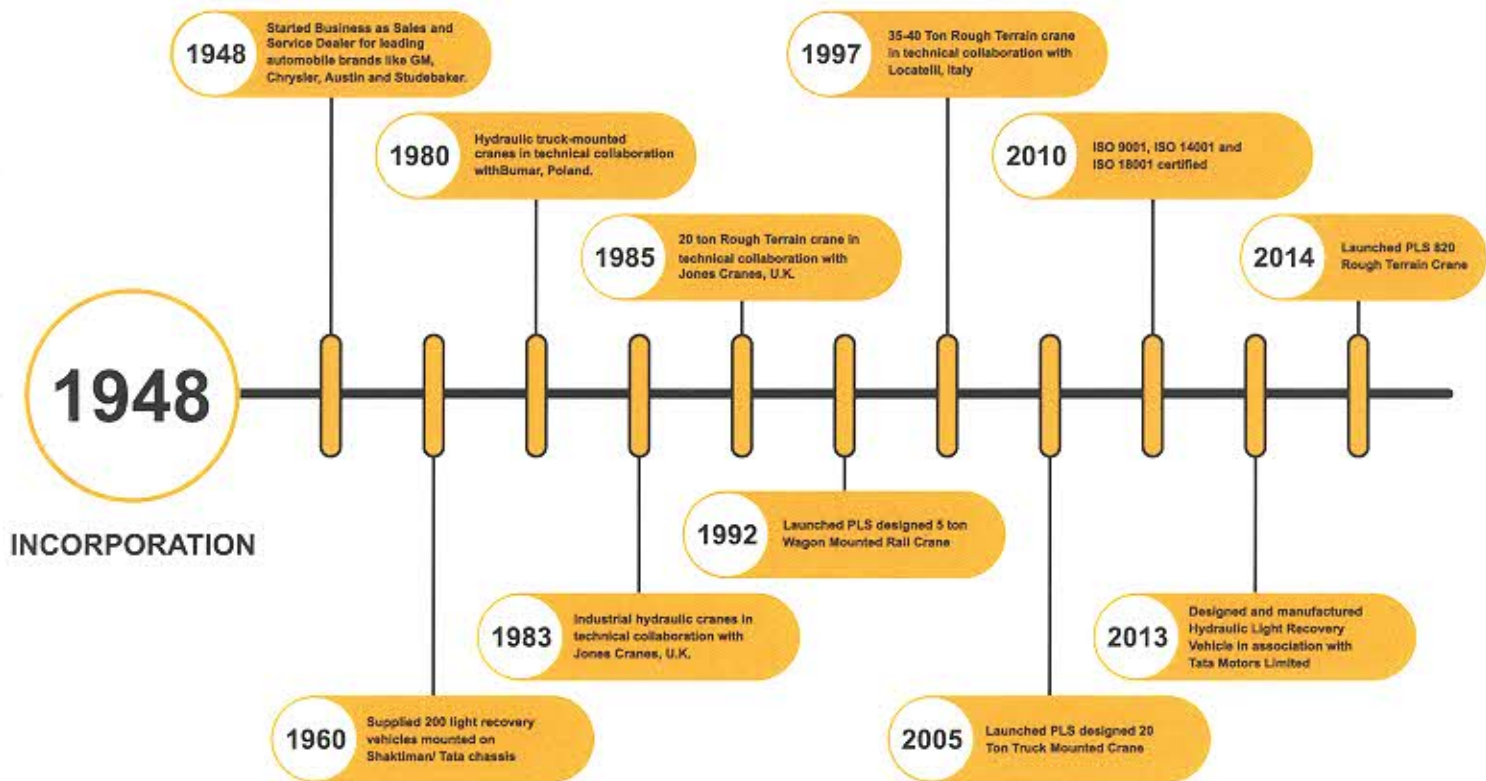 1948
INCORPORATION
1948
Started Business as Sales and
Service Dealer for leading
automobile brands like GM,
Chrysler, Austin and Studebaker.
1960
Supplied 200 light recovery
vehicles mounted on
Shaktiman/ Tata chassis
1980
Hydraulic truck-mounted
cranes in technical collaboration
withBumar, Poland.
1983
Industrial hydraulic cranes in
technical collaboration with
Jones Cranes, U.K.
1985
20 ton Rough Terrain crane in
technical collaboration with
Jones Cranes, U.K.
1992
Launched PLS designed 5 ton
Wagon Mounted Rail Crane
1997
35-40 Ton Rough Terrain crane
in technical collaboration with
Locatelli, Italy
2005
Launched PLS designed 20
Ton Truck Mounted Crane
2010
ISO 9001, ISO 14001 and
ISO 18001 certified
2013
Designed and manufactured
Hydraulic Light Recovery
Vehicle in association with
Tata Motors Limited
2014
Launched PLS 820
Rough Terrain Crane